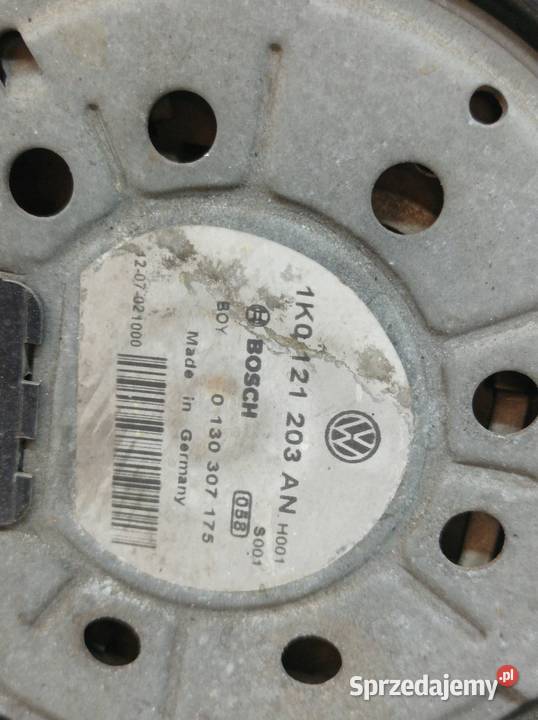 1K0 121 203 AN
H001
S001
BOSCH
058
BOY
0 130 307 175
Made in Germany
12-07-021000
Sprzedajemy.pl